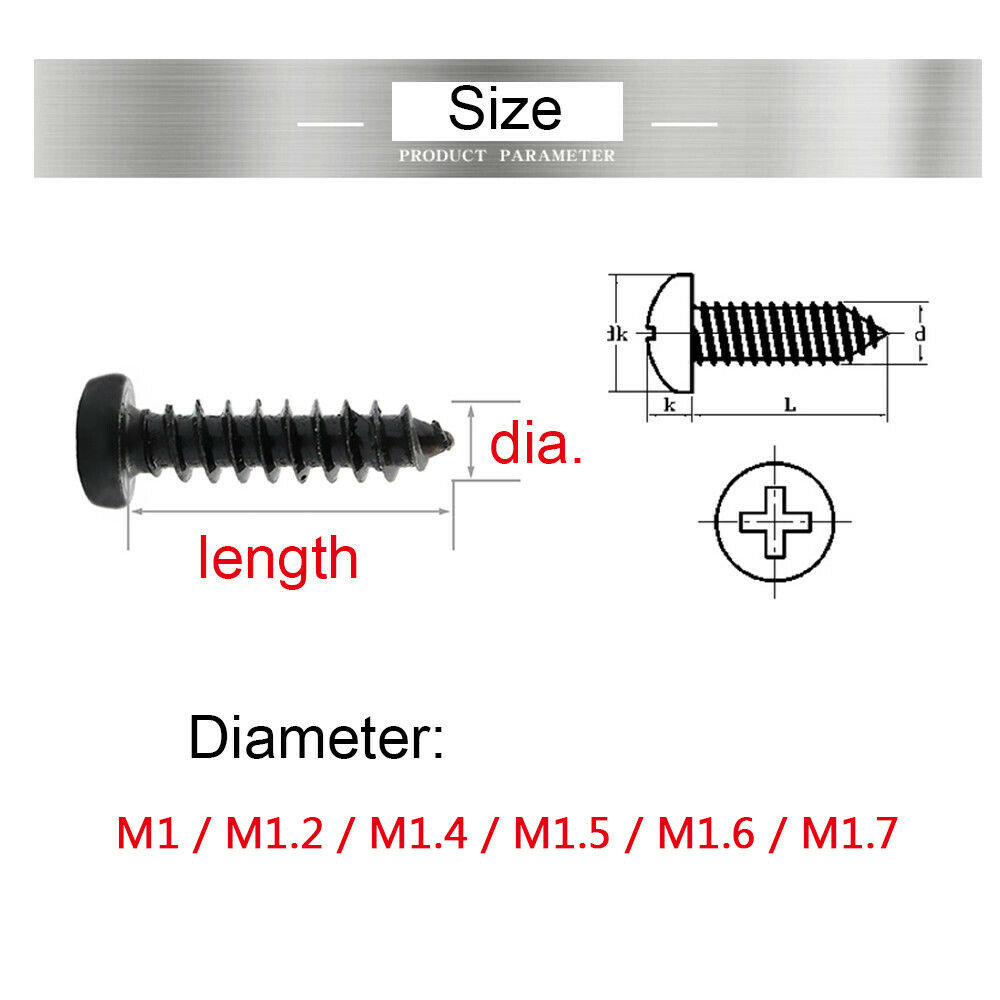 Size
PRODUCT PARAMETER
dk
d
k
L
dia.
length
Diameter:
M1 / M1.2 / M1.4 / M1.5 / M1.6 / M1.7